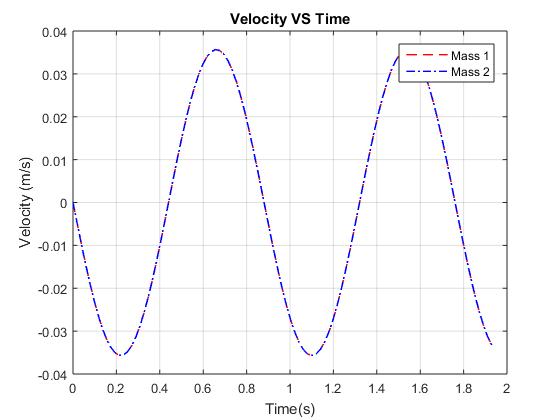 Velocity VS Time
0.04
0.03
0.02
0.01
0
-0.01
-0.02
-0.03
-0.04
Velocity (m/s)
Mass 1
Mass 2
0 0.2 0.4 0.6 0.8 1 1.2 1.4 1.6 1.8 2
Time(s)